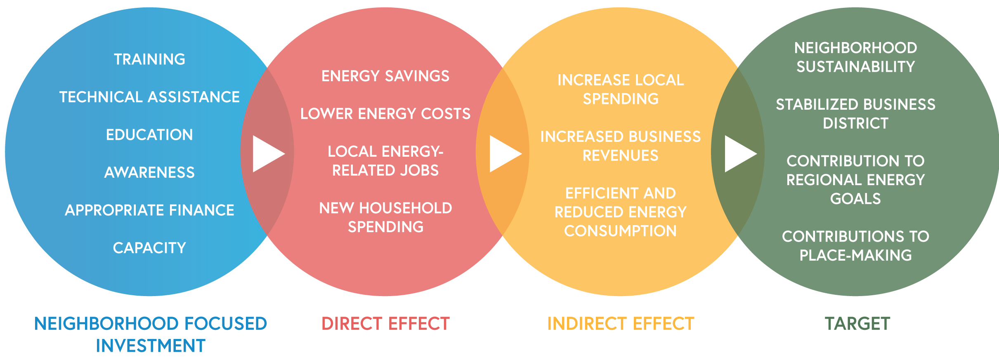 TRAINING
TECHNICAL ASSISTANCE
EDUCATION
AWARENESS
APPROPRIATE FINANCE
CAPACITY
NEIGHBORHOOD FOCUSED
INVESTMENT
ENERGY SAVINGS
LOWER ENERGY COSTS
LOCAL ENERGY-
RELATED JOBS
NEW HOUSEHOLD
SPENDING
DIRECT EFFECT
INCREASE LOCAL
SPENDING
INCREASED BUSINESS
REVENUES
EFFICIENT AND
REDUCED ENERGY
CONSUMPTION
INDIRECT EFFECT
NEIGHBORHOOD
SUSTAINABILITY
STABILIZED BUSINESS
DISTRICT
CONTRIBUTION TO
REGIONAL ENERGY
GOALS
CONTRIBUTIONS TO
PLACE-MAKING
TARGET